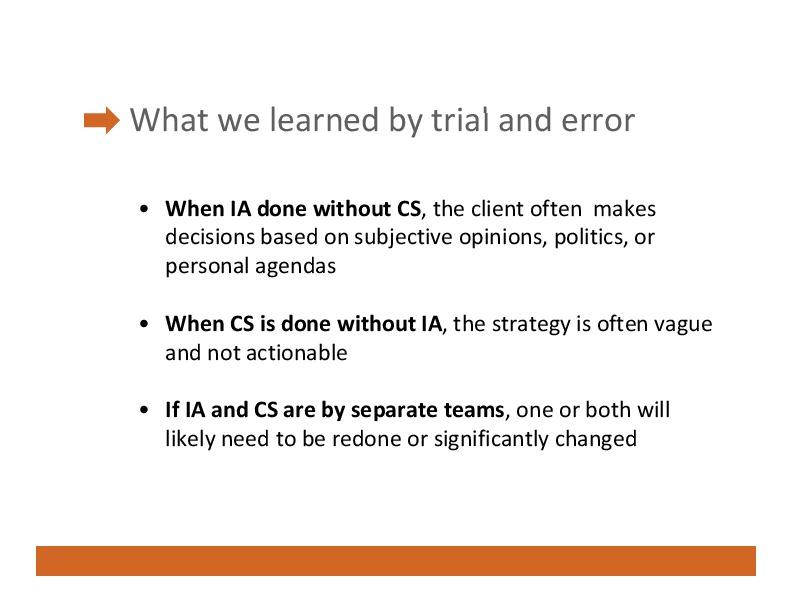 What we learned by trial and error
• When IA done without CS, the client often  makes
decisions based on subjective opinions, politics, or
personal agendas
• When CS is done without IA, the strategy is often vague
and not actionable
• If IA and CS are by separate teams, one or both will
likely need to be redone or significantly changed